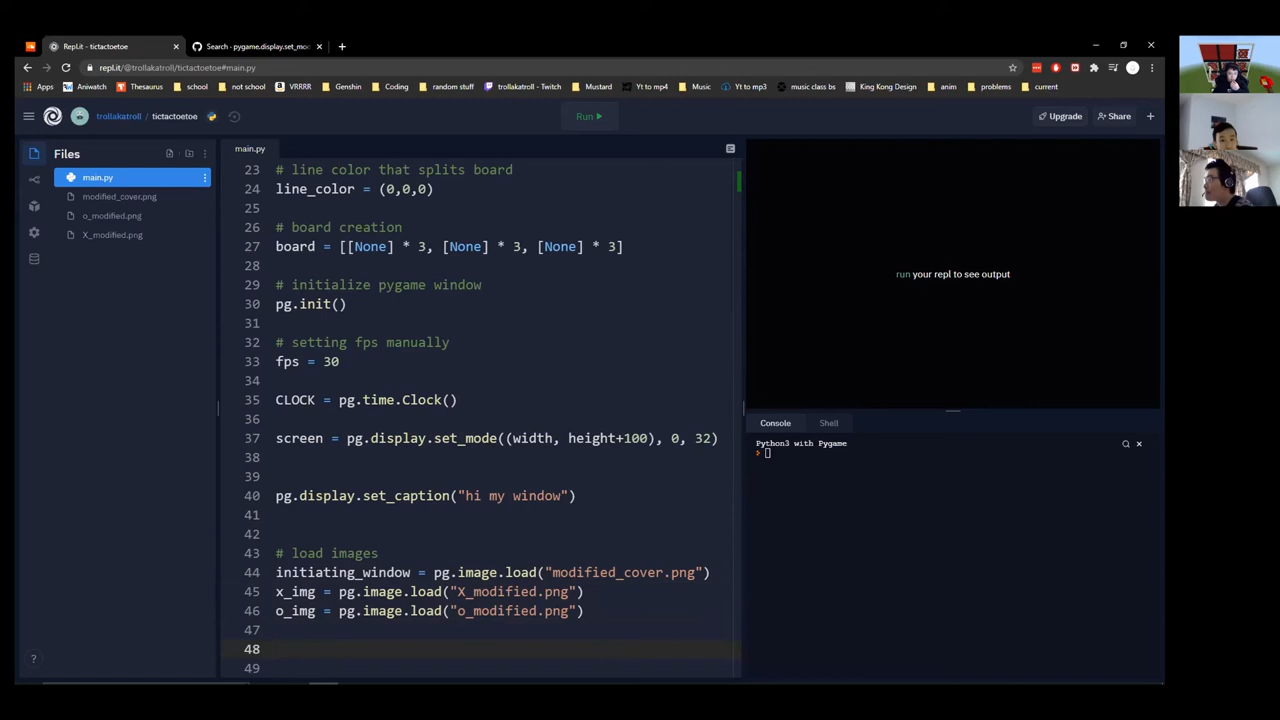 Repl.it - tictactoetoe
Search - pygame.display.set_mo
repl.it/@trollakatroll/tictactoetoe#main.py
Apps Aniwatch Thesaurus school not school VRRRR Genshin Coding random stuff trollakatroll - Twitch Mustard Yt to mp4 Music Yt to mp3 music class bs King Kong Design anim problems current
trollakatroll / tictactoetoe
Run
Upgrade
Share
Files
main.py
modified_cover.png
o_modified.png
X_modified.png
main.py
23 # line color that splits board
24 line_color = (0,0,0)
25
26 # board creation
27 board = [[None] * 3, [None] * 3, [None] * 3]
28
29 # initialize pygame window
30 pg.init()
31
32 # setting fps manually
33 fps = 30
34
35 CLOCK = pg.time.Clock()
36
37 screen = pg.display.set_mode((width, height+100), 0, 32)
38
39
40 pg.display.set_caption("hi my window")
41
42
43 # load images
44 initiating_window = pg.image.load("modified_cover.png")
45 x_img = pg.image.load("X_modified.png")
46 o_img = pg.image.load("o_modified.png")
47
48
49
run your repl to see output
Console Shell
Python3 with Pygame
?